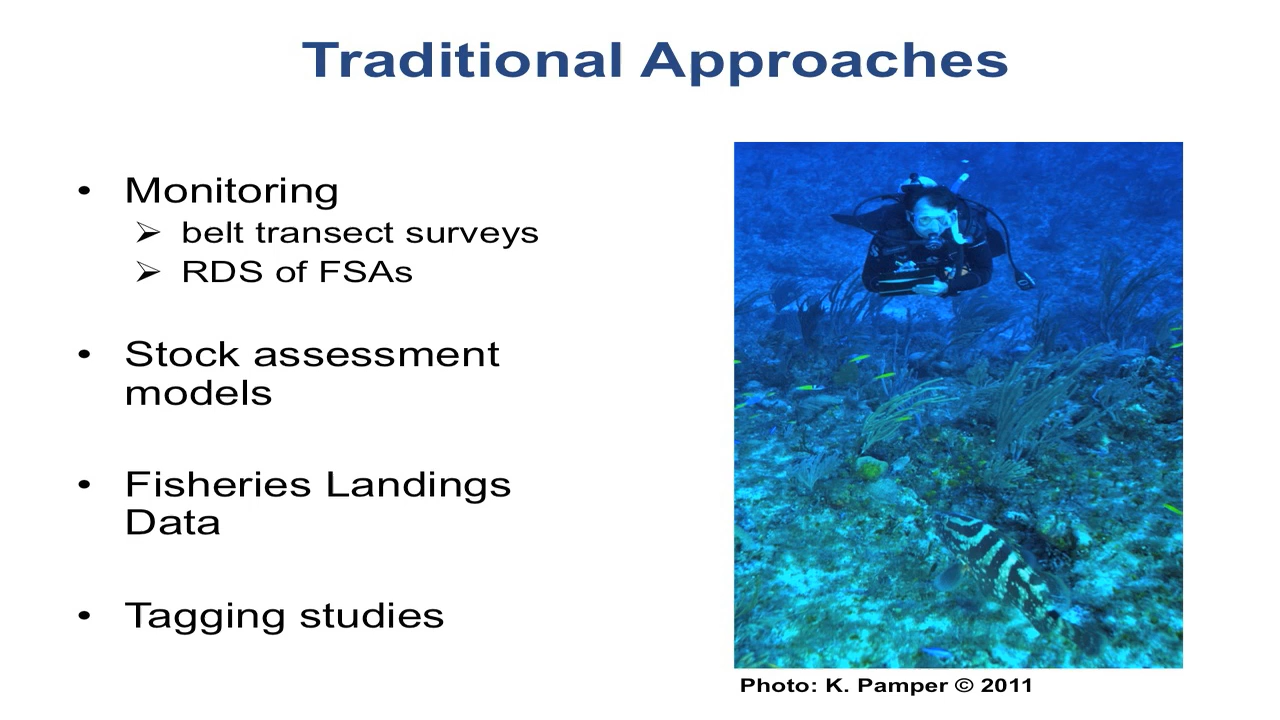 Traditional Approaches
• Monitoring
➢ belt transect surveys
➢ RDS of FSAs
• Stock assessment
models
• Fisheries Landings
Data
• Tagging studies
Photo: K. Pamper © 2011